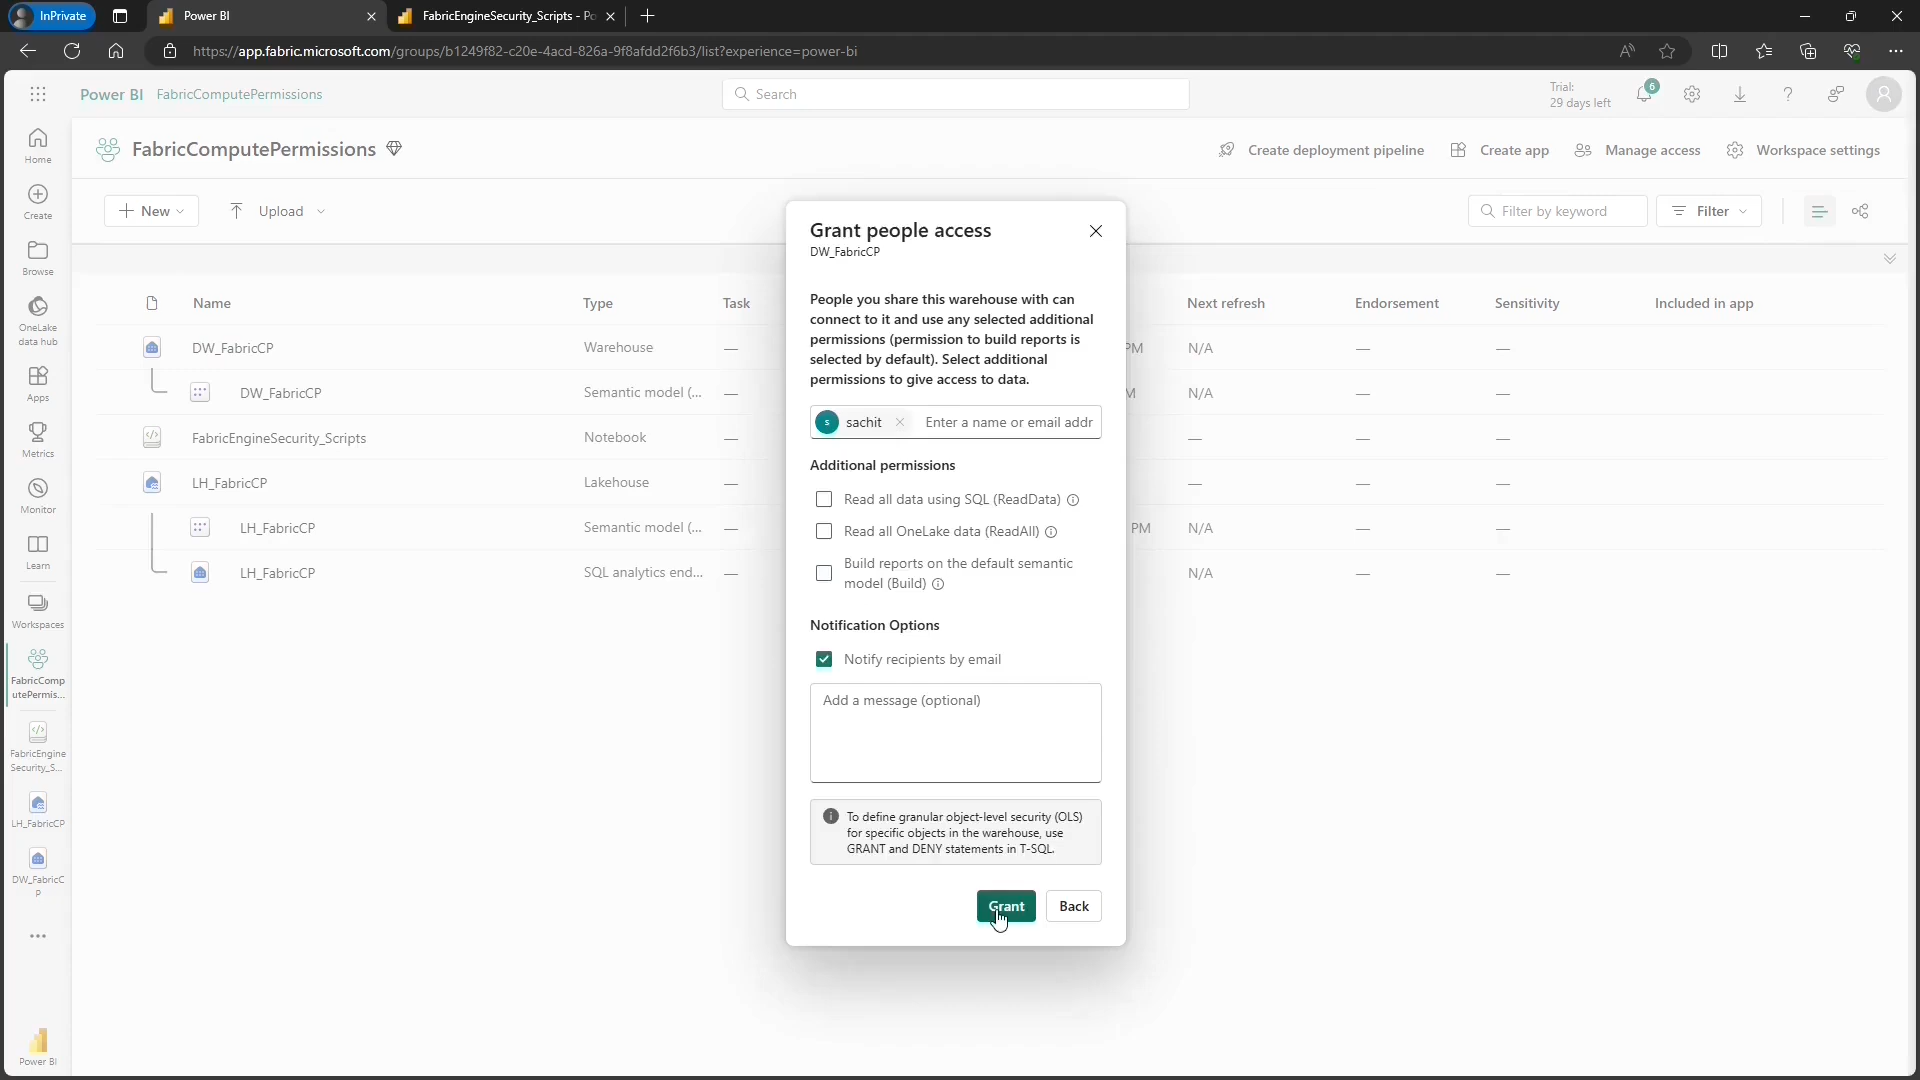 InPrivate
Power BI
FabricEngineSecurity_Scripts - Po
https://app.fabric.microsoft.com/groups/b1249f82-c20e-4acd-826a-9f8afdd2f6b3/list?experience=power-bi
Power BI FabricComputePermissions
Search
Trial:
29 days left
6
Home
Create
Browse
OneLake
data hub
Apps
Metrics
Monitor
Learn
Workspaces
FabricComp
utePermis...
FabricEngine
Security_S...
LH_FabricCP
DW_FabricC
P
Power BI
FabricComputePermissions
Create deployment pipeline
Create app
Manage access
Workspace settings
New
Upload
Filter by keyword
Filter
Name Type Task Next refresh Endorsement Sensitivity Included in app
DW_FabricCP Warehouse — PM N/A — —
DW_FabricCP Semantic model (... — M N/A — —
FabricEngineSecurity_Scripts Notebook — — — —
LH_FabricCP Lakehouse — — — —
LH_FabricCP Semantic model (... — PM N/A — —
LH_FabricCP SQL analytics end... — N/A — —
Grant people access
DW_FabricCP
People you share this warehouse with can
connect to it and use any selected additional
permissions (permission to build reports is
selected by default). Select additional
permissions to give access to data.
s sachit Enter a name or email addr
Additional permissions
Read all data using SQL (ReadData)
Read all OneLake data (ReadAll)
Build reports on the default semantic
model (Build)
Notification Options
Notify recipients by email
Add a message (optional)
To define granular object-level security (OLS)
for specific objects in the warehouse, use
GRANT and DENY statements in T-SQL.
Grant
Back